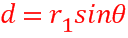 d = r₁sinθ